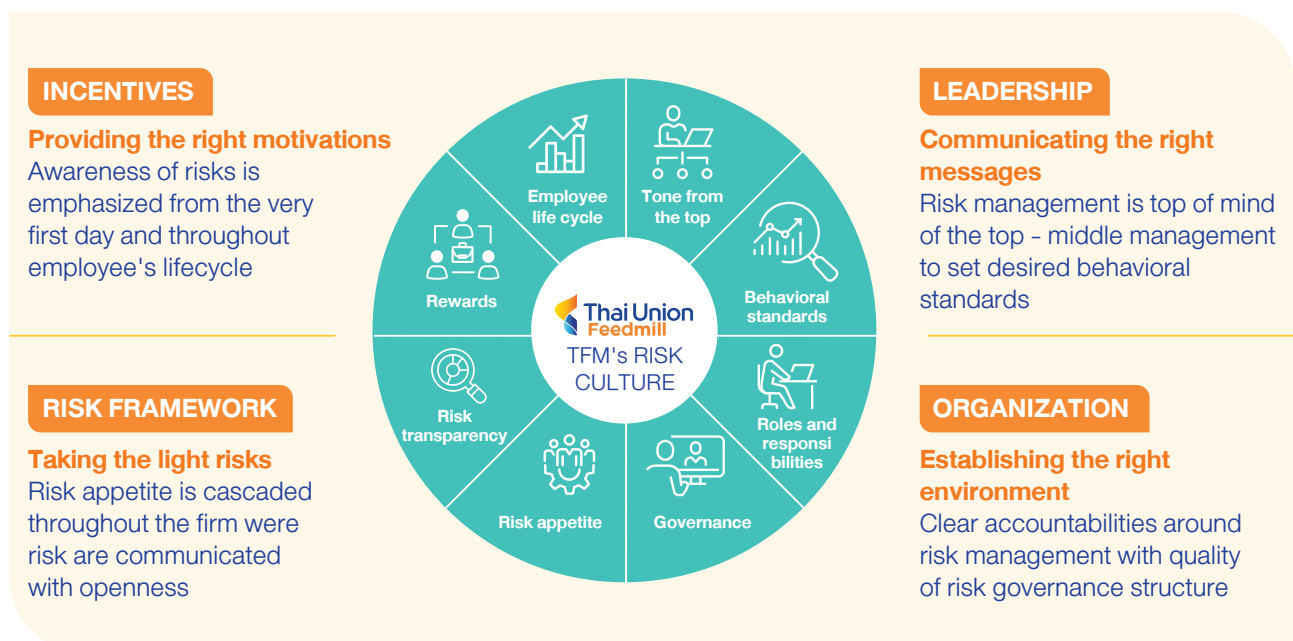 INCENTIVES
Providing the right motivations
Awareness of risks is
emphasized from the very
first day and throughout
employee's lifecycle
LEADERSHIP
Communicating the right
messages
Risk management is top of mind
of the top - middle management
to set desired behavioral
standards
Employee
life cycle
Tone from
the top
Rewards
Behavioral
standards
Thai Union
Feedmill
TFM's RISK
CULTURE
Risk
transparency
Roles and
responsi
bilities
Risk appetite
Governance
RISK FRAMEWORK
Taking the light risks
Risk appetite is cascaded
throughout the firm were
risk are communicated
with openness
ORGANIZATION
Establishing the right
environment
Clear accountabilities around
risk management with quality
of risk governance structure